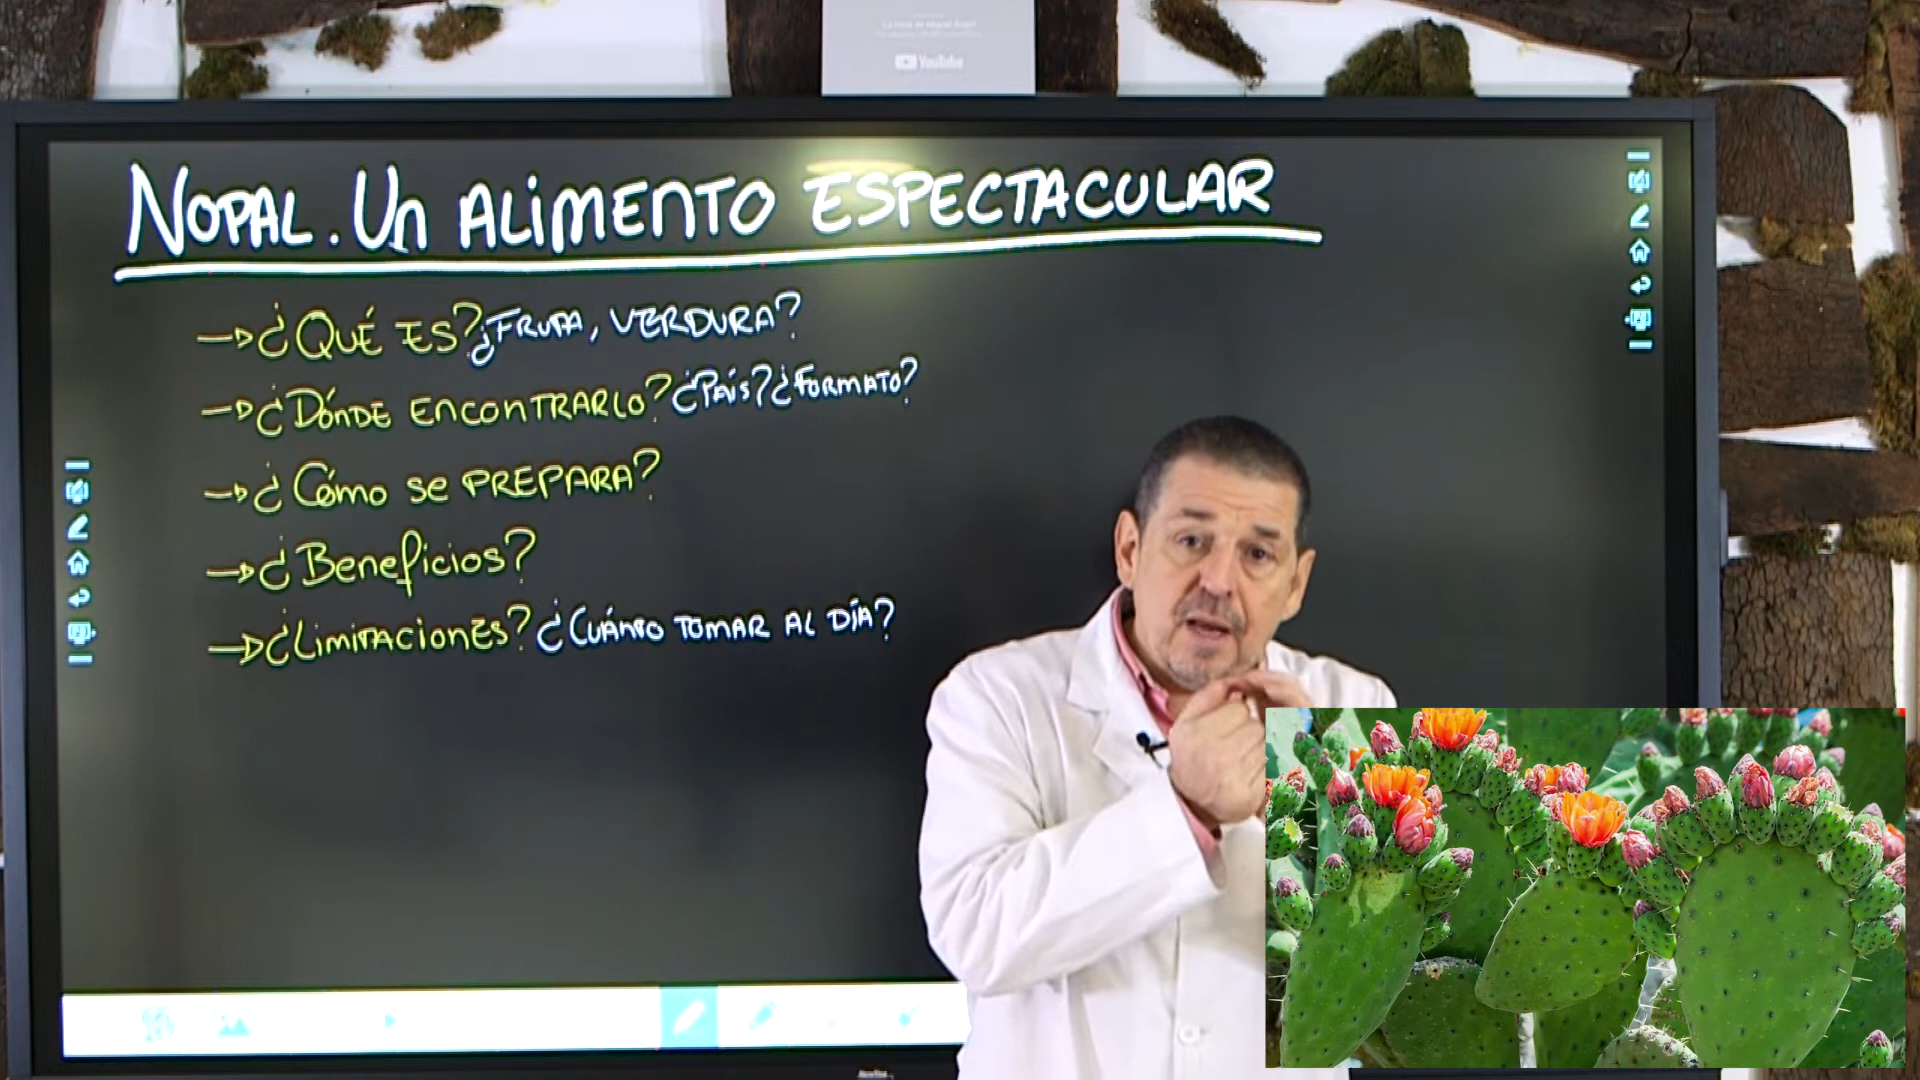 YouTube
NOPAL. Un ALIMENTO ESPECTACULAR
→ ¿QUÉ ES? ¿FRUTA, VERDURA?
→ ¿DÓNDE ENCONTRARLO? ¿PAÍS? ¿FORMATO?
→ ¿Cómo se PREPARA?
→ ¿Beneficios?
→ ¿LIMITACIONES? ¿CUÁNTO TOMAR AL DÍA?